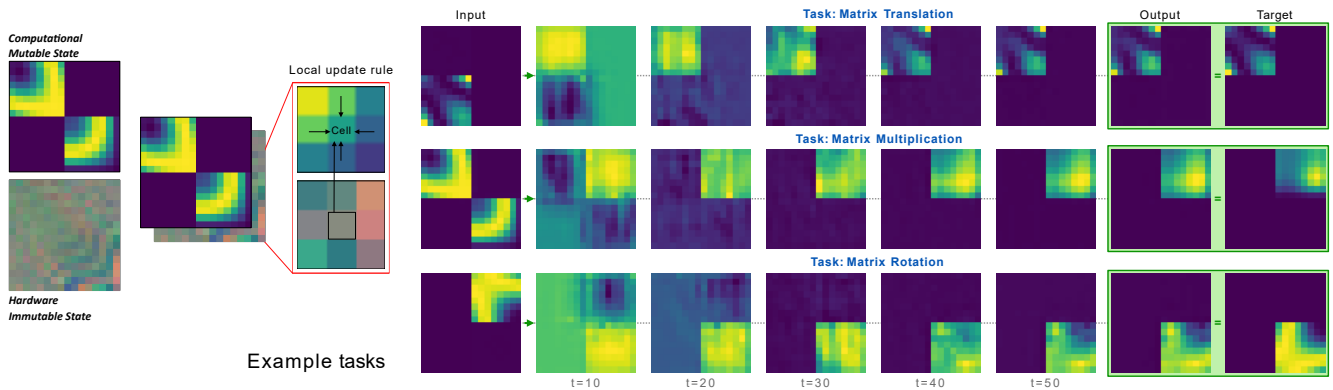 Computational
Mutable State
Hardware
Immutable State
Local update rule
Cell
Example tasks
Input
Task: Matrix Translation
Output
Target
=
Task: Matrix Multiplication
=
Task: Matrix Rotation
=
t=10
t=20
t=30
t=40
t=50